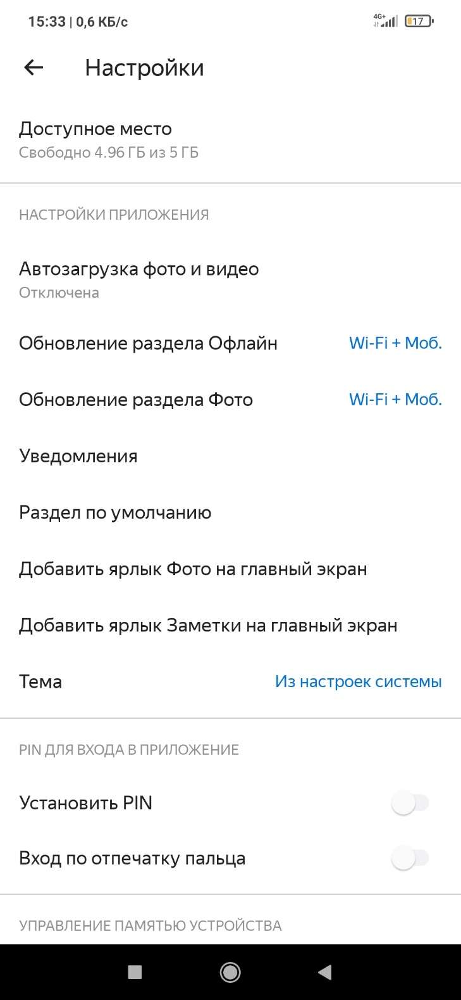 15:33 | 0,6 КБ/с 4G+ 17
Настройки
Доступное место
Свободно 4.96 ГБ из 5 ГБ
НАСТРОЙКИ ПРИЛОЖЕНИЯ
Автозагрузка фото и видео
Отключена
Обновление раздела Офлайн Wi-Fi + Моб.
Обновление раздела Фото Wi-Fi + Моб.
Уведомления
Раздел по умолчанию
Добавить ярлык Фото на главный экран
Добавить ярлык Заметки на главный экран
Тема Из настроек системы
PIN ДЛЯ ВХОДА В ПРИЛОЖЕНИЕ
Установить PIN
Вход по отпечатку пальца
УПРАВЛЕНИЕ ПАМЯТЬЮ УСТРОЙСТВА